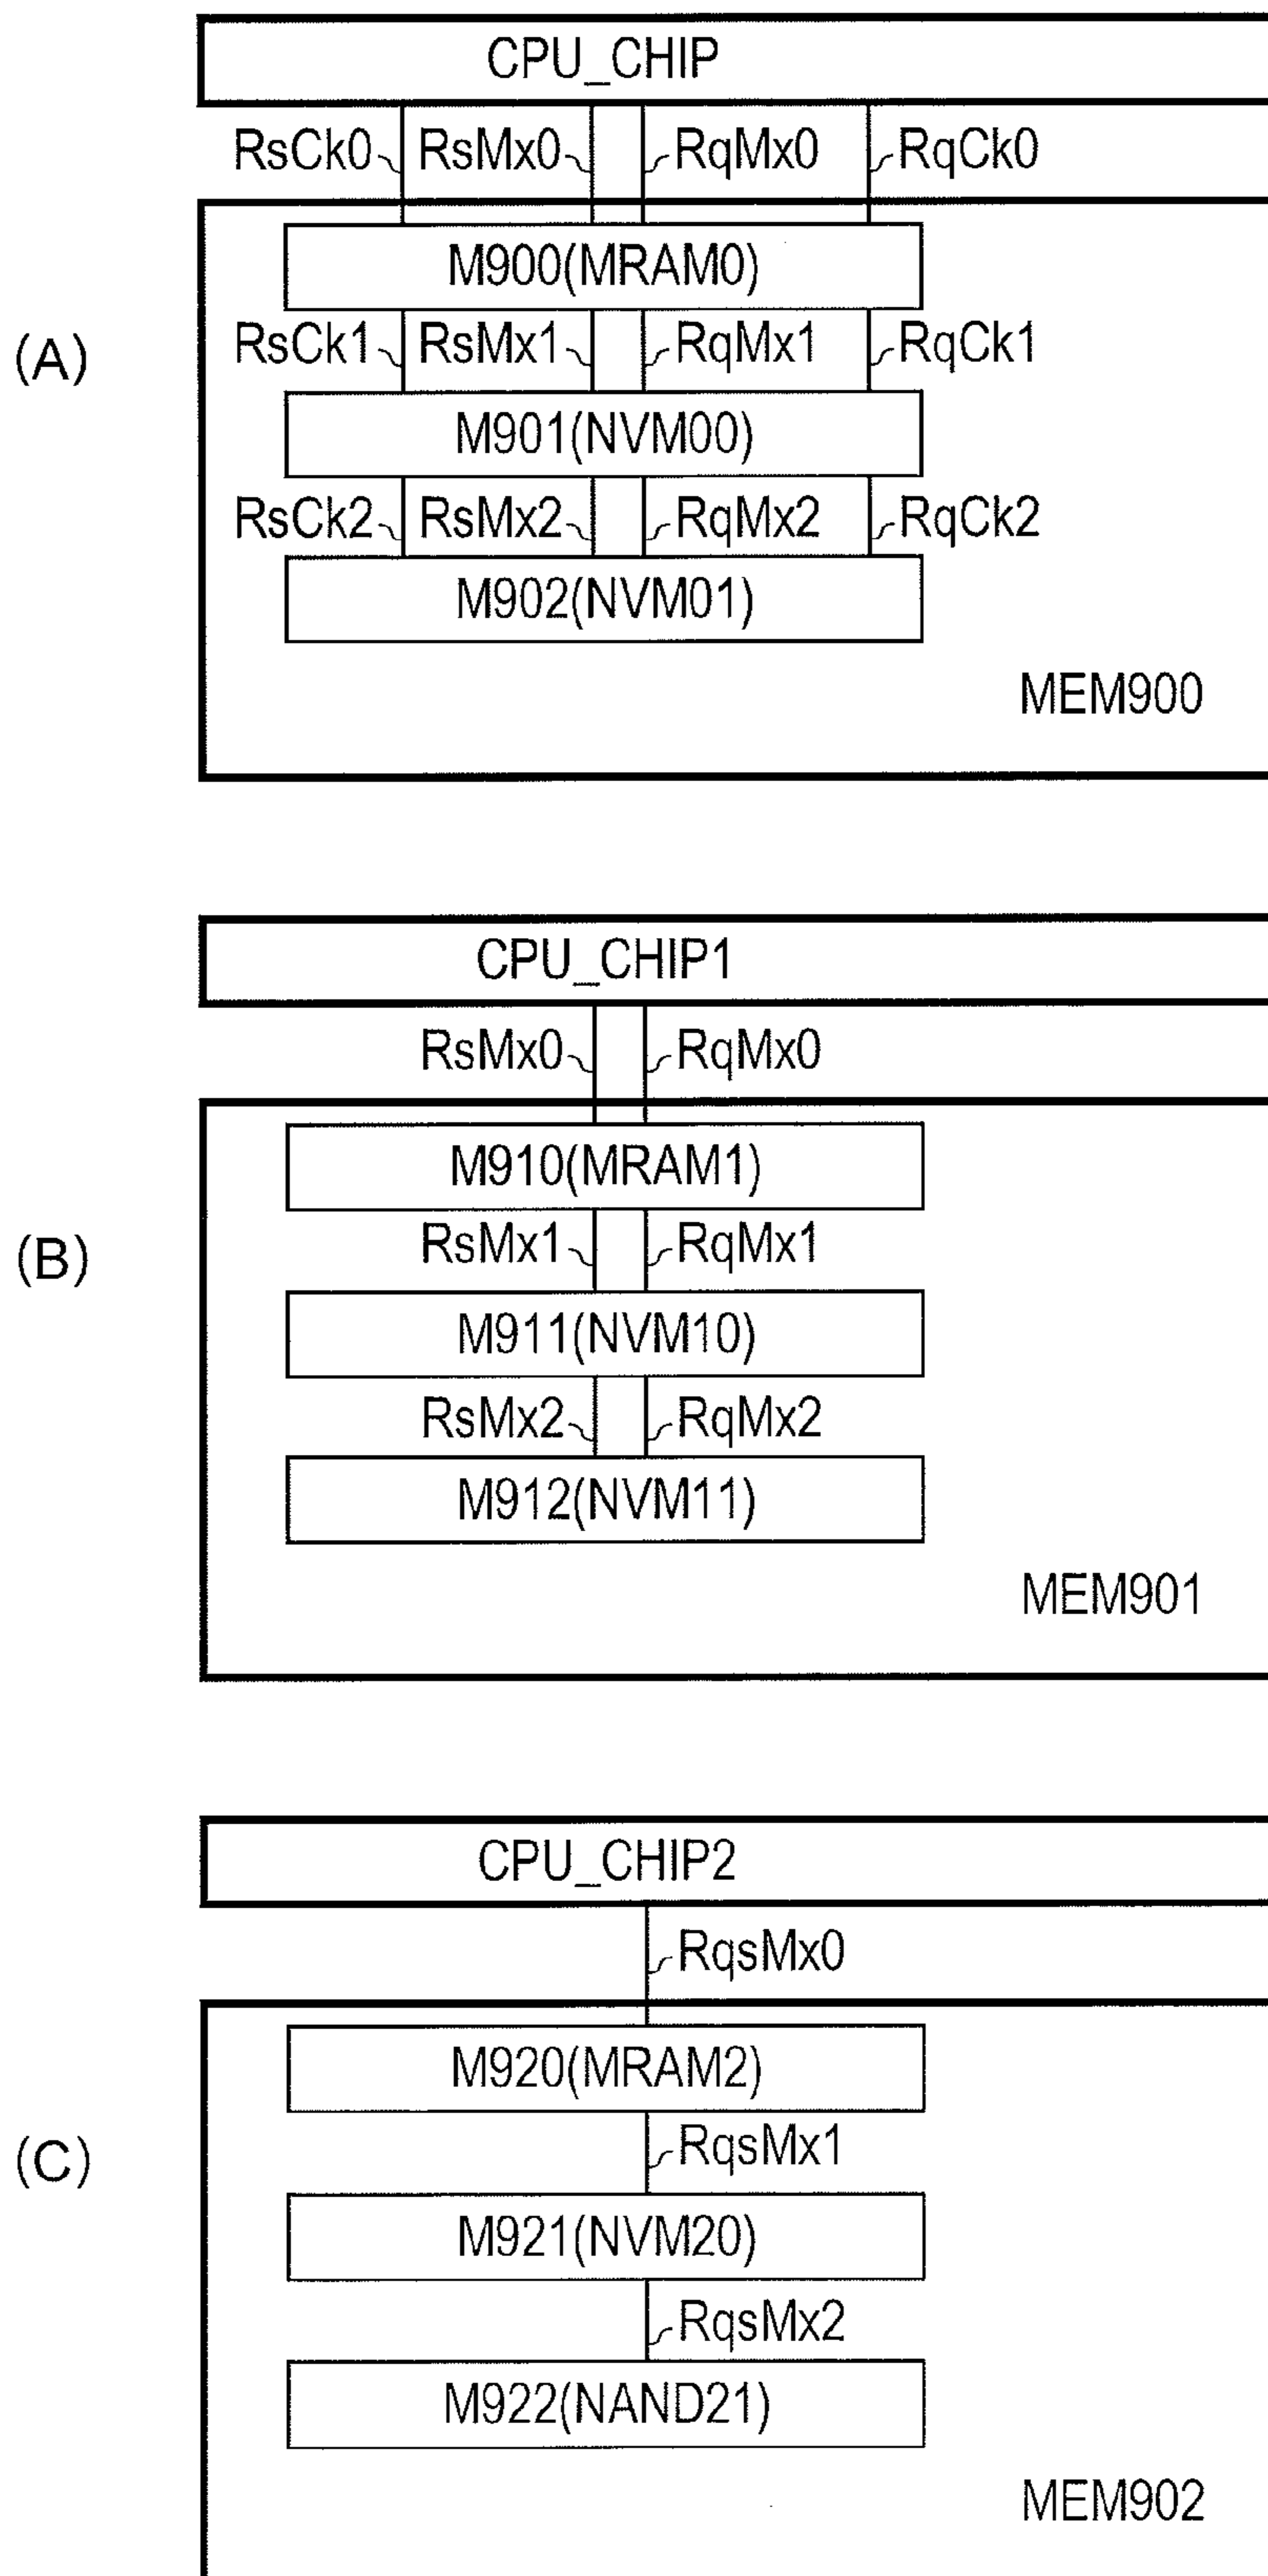 CPU_CHIP
RsCk0 RsMx0 RqMx0 RqCk0
M900(MRAM0)
(A)
RsCk1 RsMx1 RqMx1 RqCk1
M901(NVM00)
RsCk2 RsMx2 RqMx2 RqCk2
M902(NVM01)
MEM900
CPU_CHIP1
RsMx0 RqMx0
M910(MRAM1)
(B)
RsMx1 RqMx1
M911(NVM10)
RsMx2 RqMx2
M912(NVM11)
MEM901
CPU_CHIP2
RqsMx0
M920(MRAM2)
(C)
RqsMx1
M921(NVM20)
RqsMx2
M922(NAND21)
MEM902